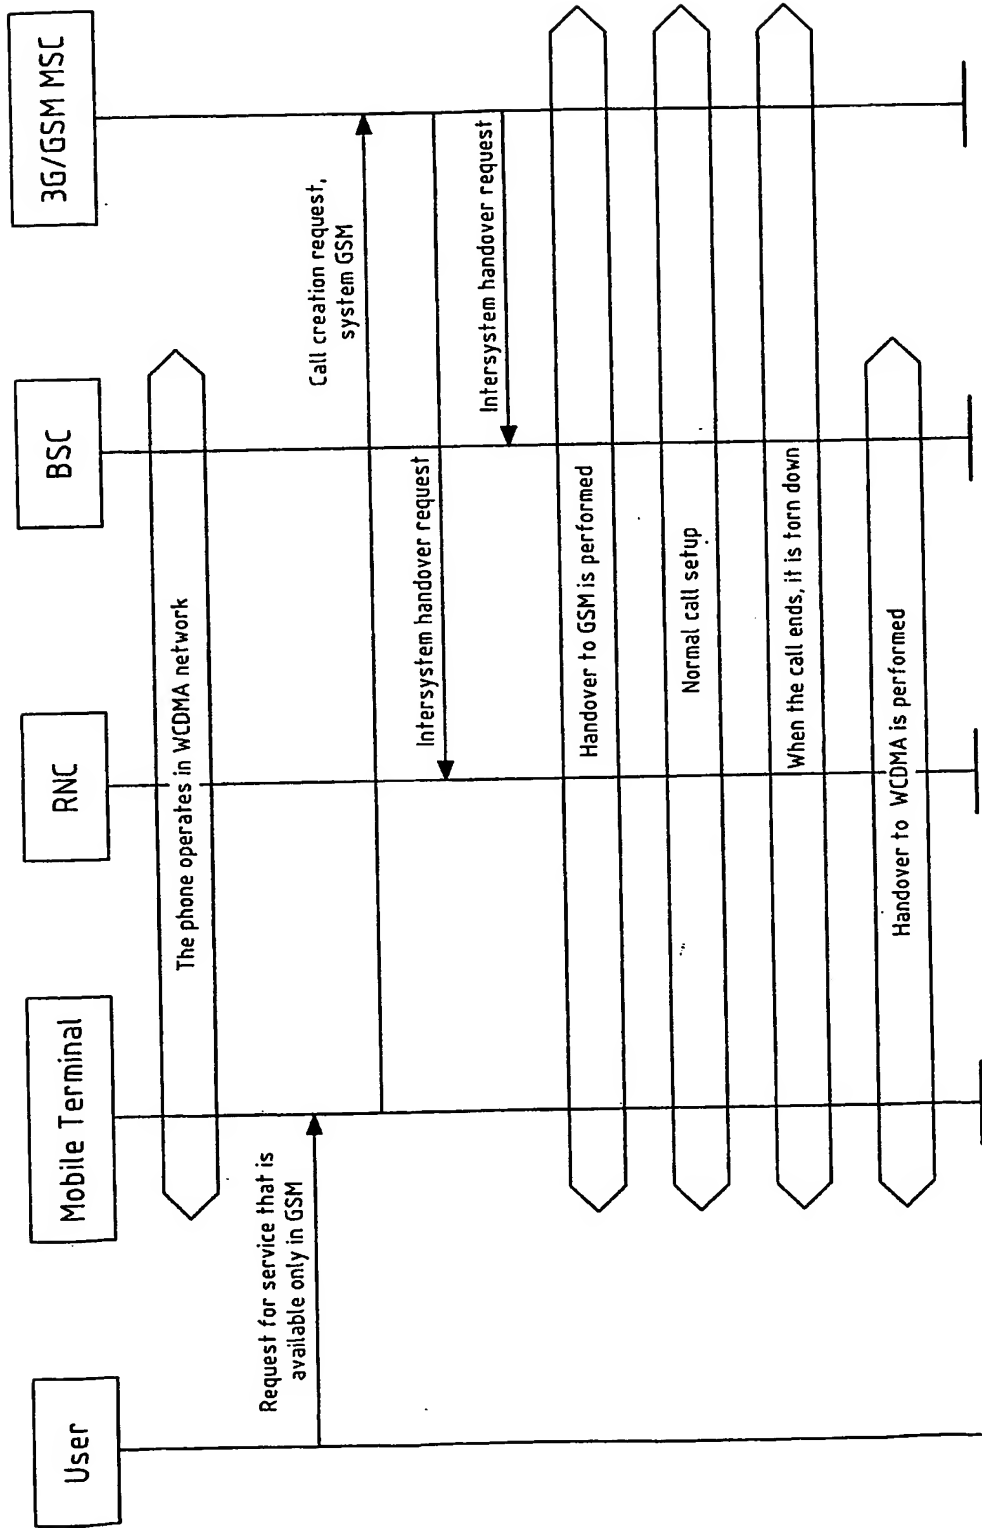 User
Mobile Terminal
RNC
BSC
3G/GSM MSC
The phone operates in WCDMA network
Request for service that is
available only in GSM
Call creation request,
system GSM
Intersystem handover request
Intersystem handover request
Handover to GSM is performed
Normal call setup
When the call ends, it is torn down
Handover to WCDMA is performed